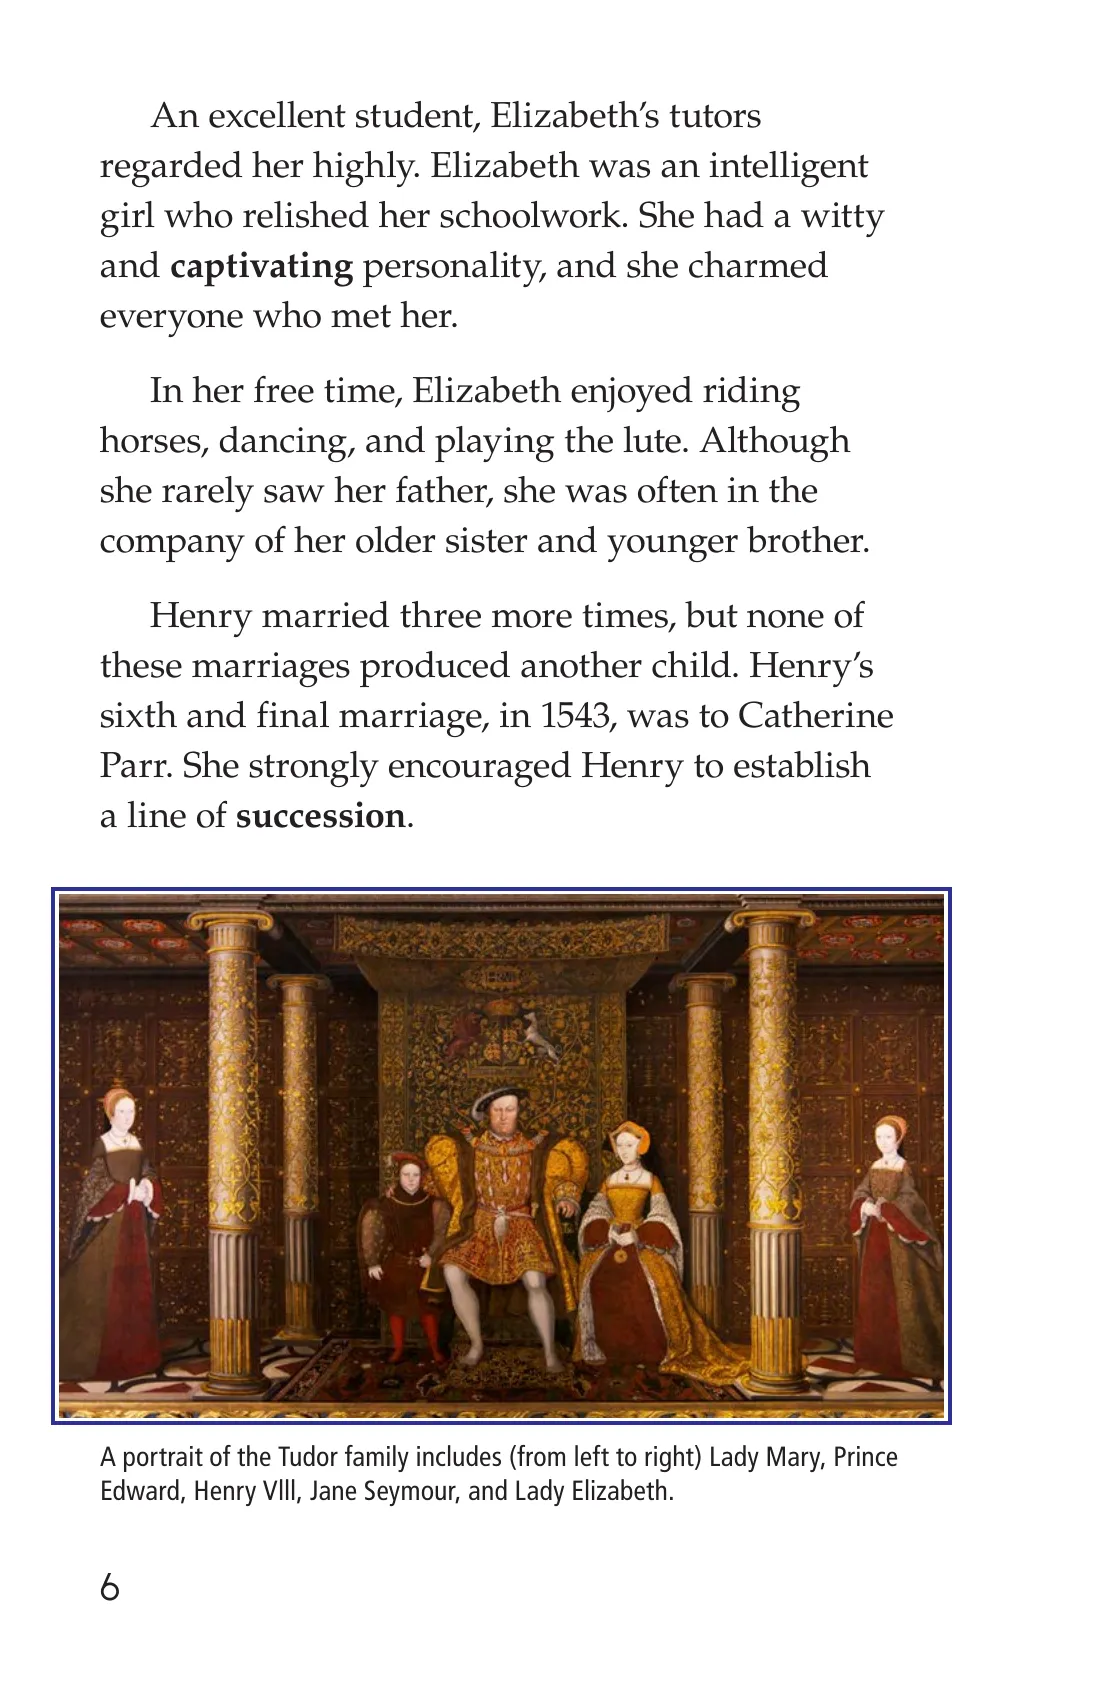 An excellent student, Elizabeth’s tutors
regarded her highly. Elizabeth was an intelligent
girl who relished her schoolwork. She had a witty
and captivating personality, and she charmed
everyone who met her.
In her free time, Elizabeth enjoyed riding
horses, dancing, and playing the lute. Although
she rarely saw her father, she was often in the
company of her older sister and younger brother.
Henry married three more times, but none of
these marriages produced another child. Henry’s
sixth and final marriage, in 1543, was to Catherine
Parr. She strongly encouraged Henry to establish
a line of succession.
A portrait of the Tudor family includes (from left to right) Lady Mary, Prince
Edward, Henry Vlll, Jane Seymour, and Lady Elizabeth.
6